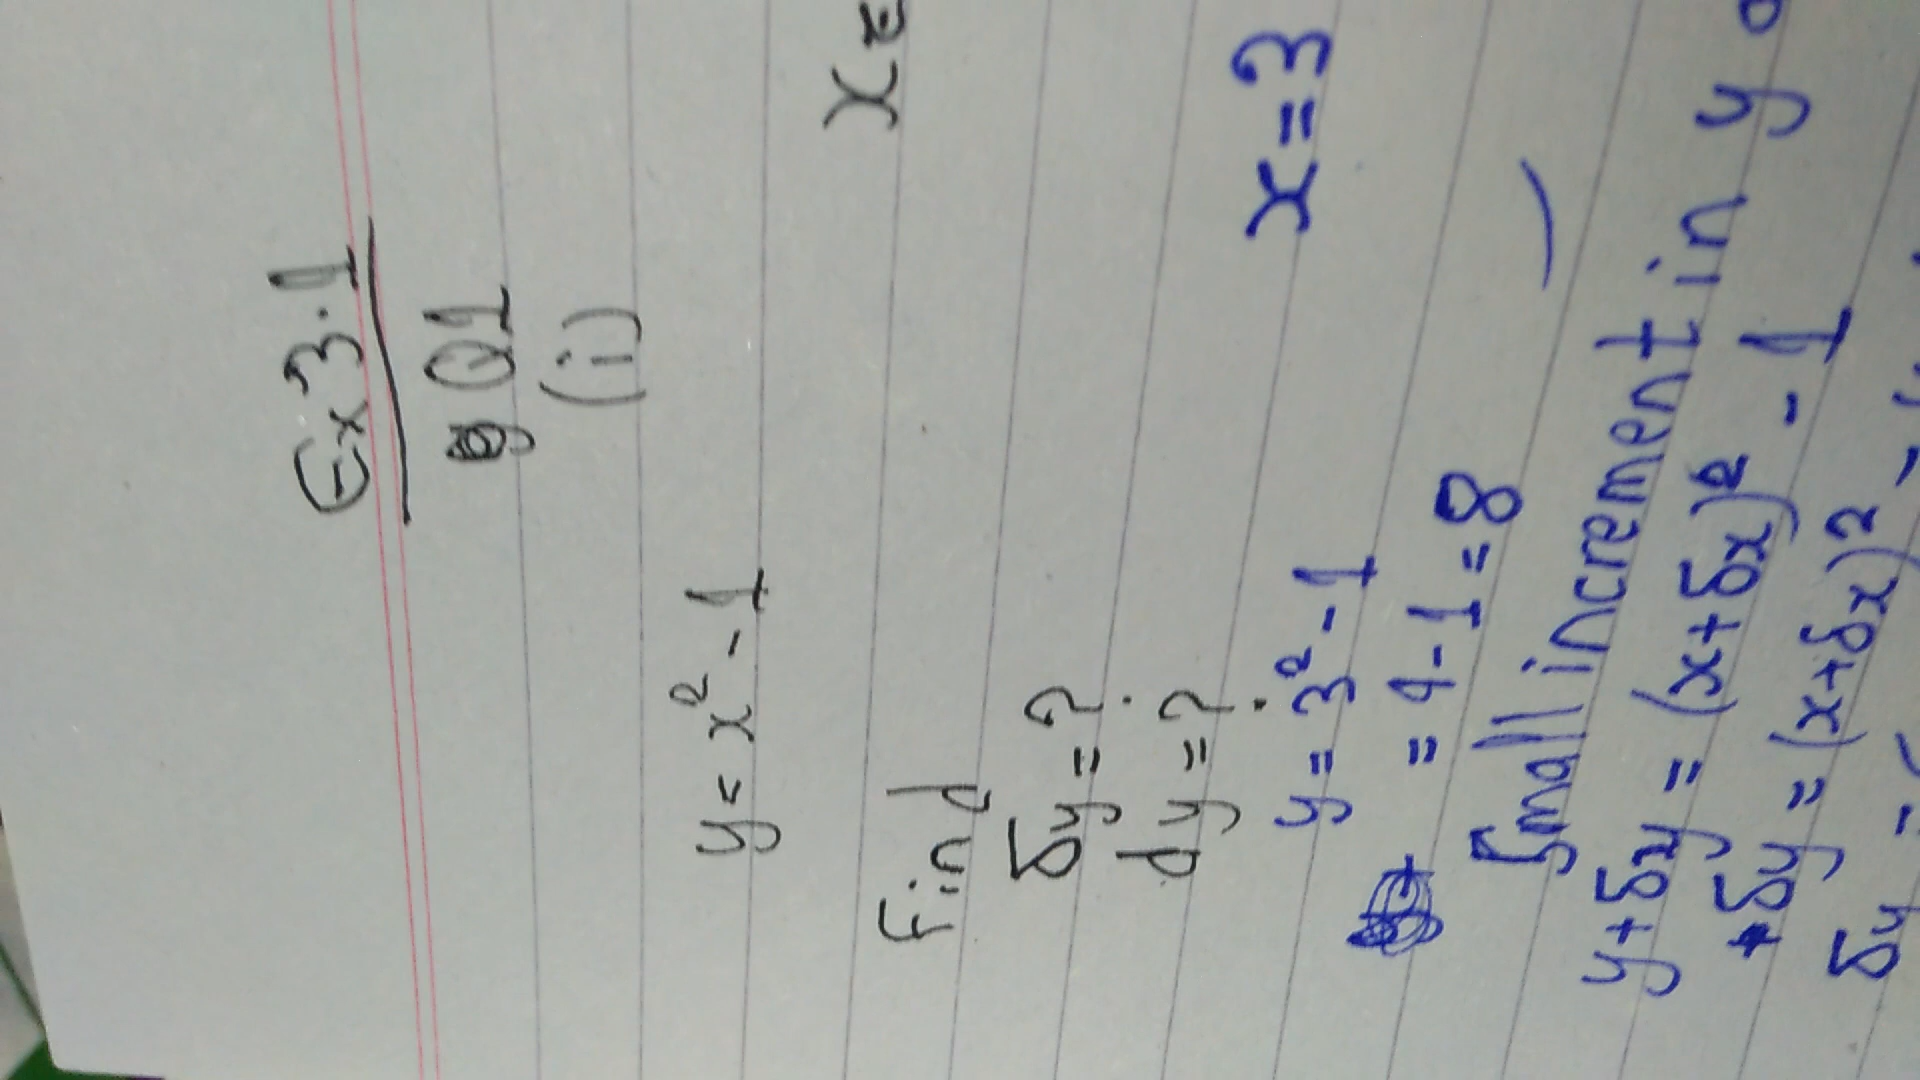 Ex 3.1
Q1
(i)
y = x² - 1
x =
Find
δy = ?
dy = ?
y = 3² - 1
x = 3
= 9 - 1 = 8
Small increment in y
y + δy = (x + δx)² - 1
δy = (x + δx)² -
δy =